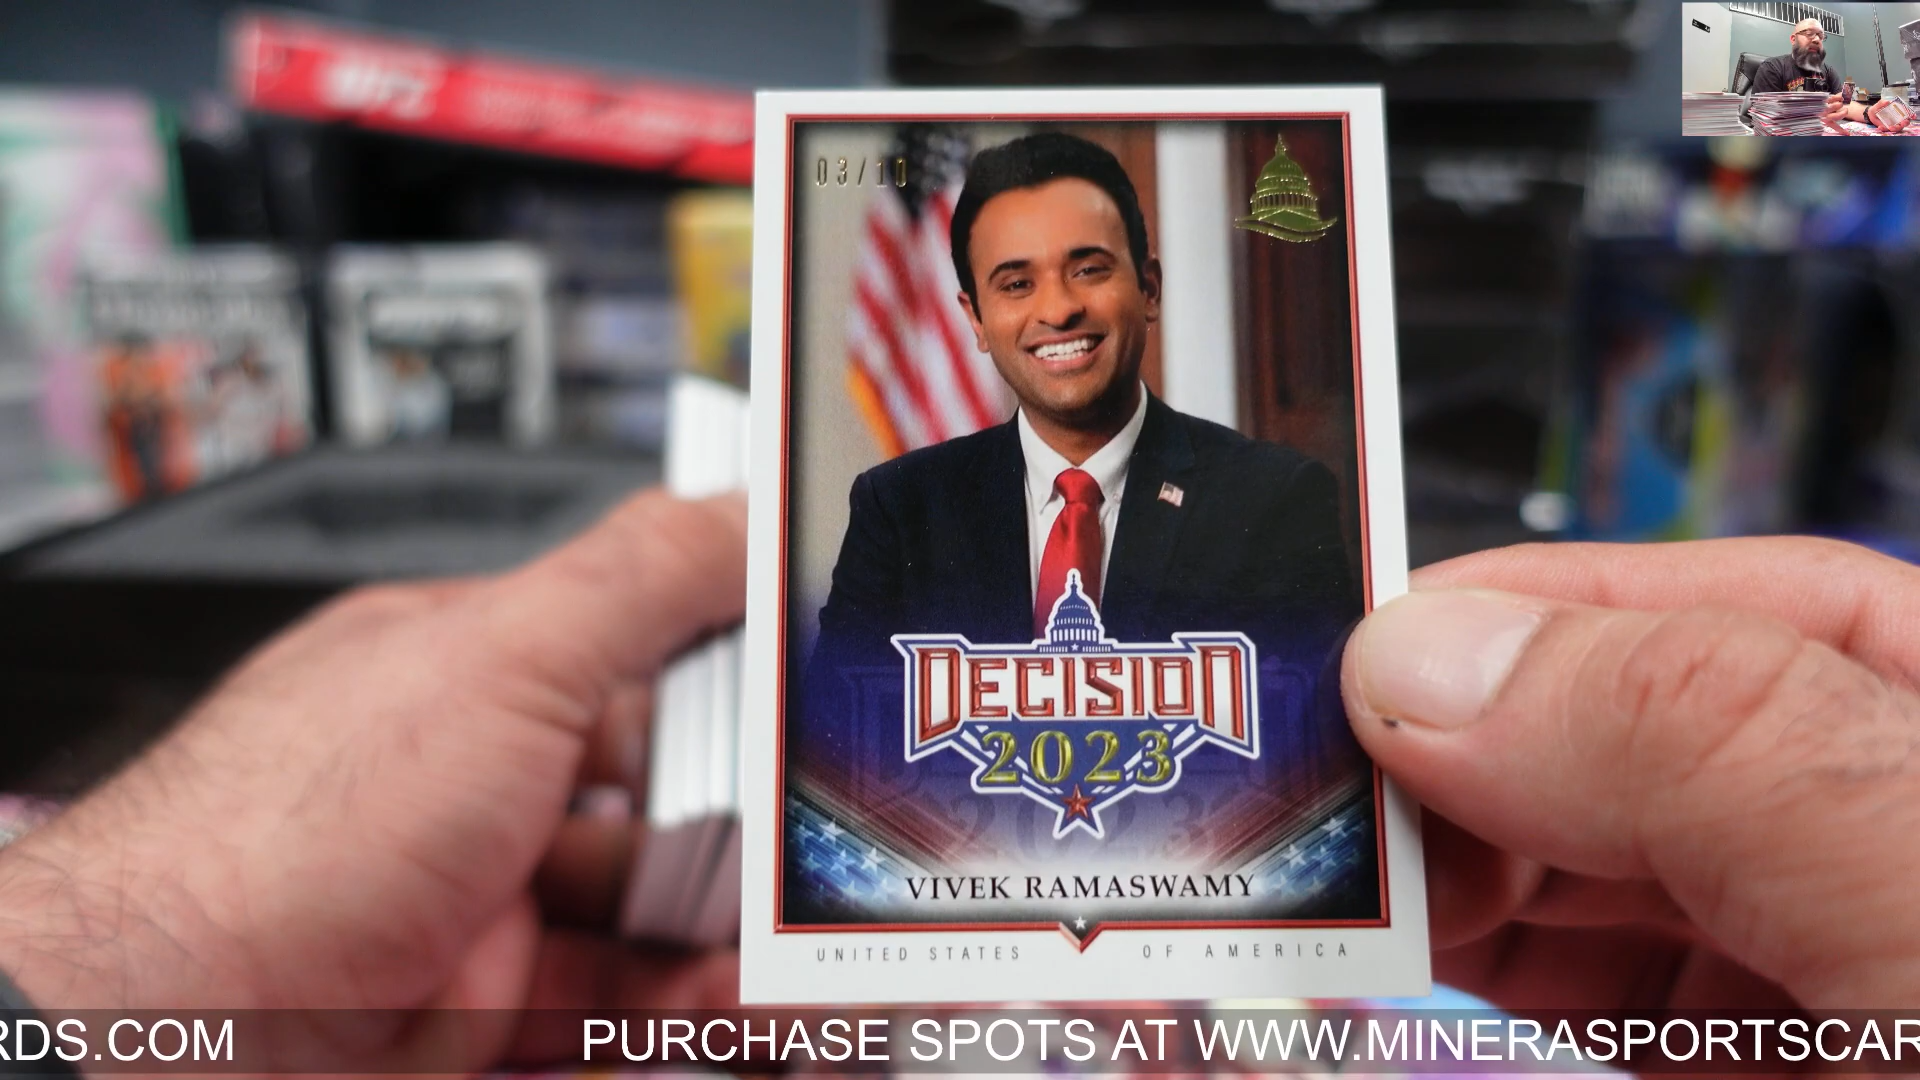 03/10
DECISION
2023
VIVEK RAMASWAMY
UNITED STATES OF AMERICA
RDS.COM PURCHASE SPOTS AT WWW.MINERASPORTSCAR